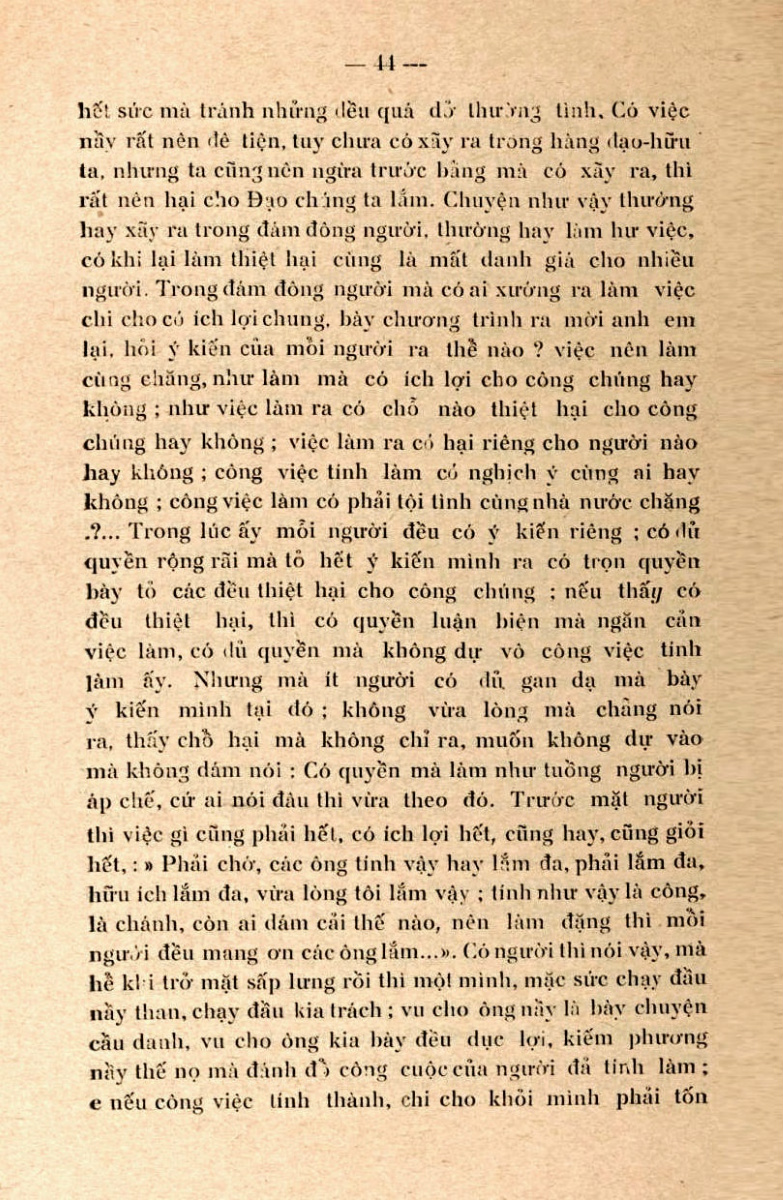 — 44 ---
hết sức mà tránh những đều quá dở thường tình. Có việc
nầy rất nên đê tiện, tuy chưa có xãy ra trong hàng đạo-hữu
ta, nhưng ta cũng nên ngừa trước bằng mà có xãy ra, thì
rất nên hại cho Đạo chúng ta lắm. Chuyện như vậy thường
hay xãy ra trong đám đông người, thường hay làm hư việc,
có khi lại làm thiệt hại cùng là mất danh giá cho nhiều
người. Trong đám đông người mà có ai xướng ra làm việc
chi cho có ích lợi chung, bày chương trình ra mời anh em
lại, hỏi ý kiến của mỗi người ra thế nào ? việc nên làm
cùng chăng, như làm mà có ích lợi cho công chúng hay
không ; như việc làm ra có chỗ nào thiệt hại cho công
chúng hay không ; việc làm ra có hại riêng cho người nào
hay không ; công việc tính làm có nghịch ý cùng ai hay
không ; công việc làm có phải tội tình cùng nhà nước chăng
.?... Trong lúc ấy mỗi người đều có ý kiến riêng ; có đủ
quyền rộng rãi mà tỏ hết ý kiến mình ra có trọn quyền
bày tỏ các đều thiệt hại cho công chúng ; nếu thấy có
đều thiệt hại, thì có quyền luận biện mà ngăn cản
việc làm, có đủ quyền mà không dự vô công việc tính
làm ấy. Nhưng mà ít người có đủ gan dạ mà bày
ý kiến mình tại đó ; không vừa lòng mà chẳng nói
ra, thấy chỗ hại mà không chỉ ra, muốn không dự vào
mà không dám nói : Có quyền mà làm như tuồng người bị
áp chế, cứ ai nói đâu thì vừa theo đó. Trước mặt người
thì việc gì cũng phải hết, có ích lợi hết, cũng hay, cũng giỏi
hết, : » Phải chớ, các ông tính vậy hay lắm đa, phải lắm đa,
hữu ích lắm đa, vừa lòng tôi lắm vậy ; tính như vậy là công,
là chánh, còn ai dám cải thế nào, nên làm đặng thì mỗi
người đều mang ơn các ông lắm...». Có người thì nói vậy, mà
hễ khi trở mặt sấp lưng rồi thì một mình, mặc sức chạy đầu
nầy than, chạy đầu kia trách ; vu cho ông nầy là bày chuyện
cầu danh, vu cho ông kia bày đều dục lợi, kiếm phương
nầy thế nọ mà đánh đổ công cuộc của người đả tính làm ;
e nếu công việc tính thành, chi cho khỏi mình phải tốn